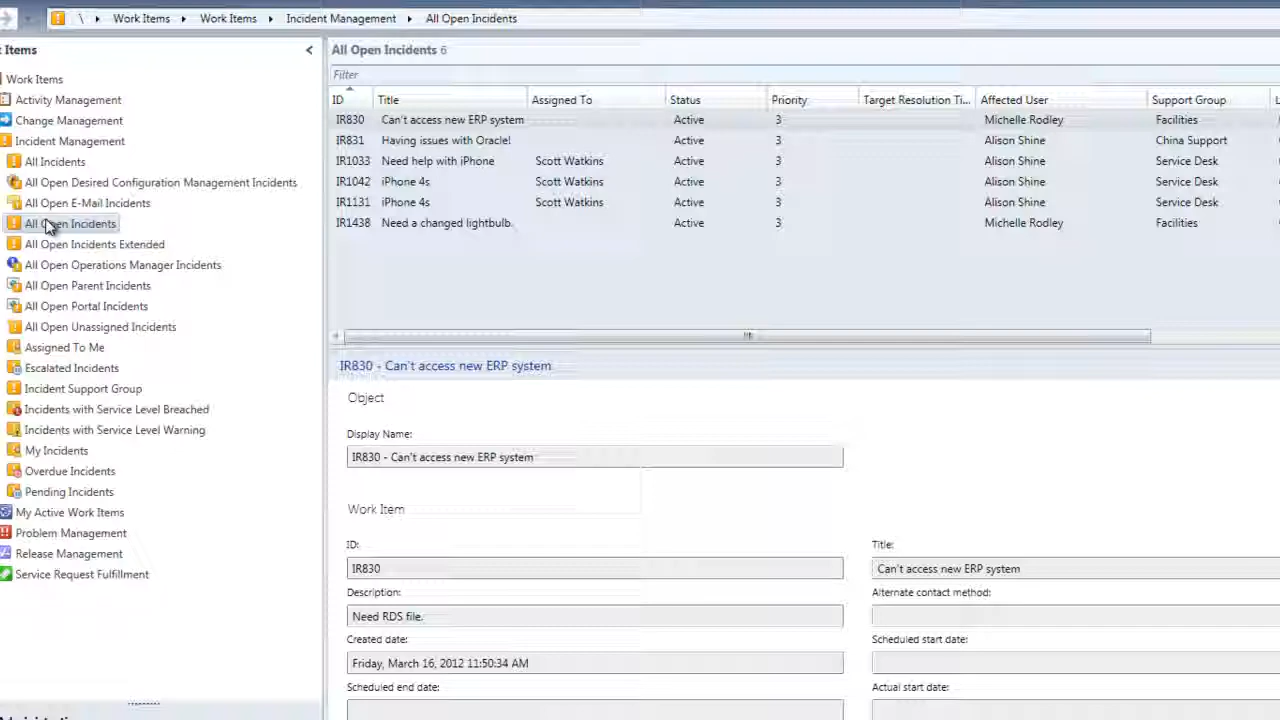 \ Work Items Work Items Incident Management All Open Incidents
Items
Work Items
Activity Management
Change Management
Incident Management
All Incidents
All Open Desired Configuration Management Incidents
All Open E-Mail Incidents
All Open Incidents
All Open Incidents Extended
All Open Operations Manager Incidents
All Open Parent Incidents
All Open Portal Incidents
All Open Unassigned Incidents
Assigned To Me
Escalated Incidents
Incident Support Group
Incidents with Service Level Breached
Incidents with Service Level Warning
My Incidents
Overdue Incidents
Pending Incidents
My Active Work Items
Problem Management
Release Management
Service Request Fulfillment
All Open Incidents 6
Filter
ID Title Assigned To Status Priority Target Resolution Ti... Affected User Support Group
IR830 Can't access new ERP system Active 3 Michelle Rodley Facilities
IR831 Having issues with Oracle! Active 3 Alison Shine China Support
IR1033 Need help with iPhone Scott Watkins Active 3 Alison Shine Service Desk
IR1042 iPhone 4s Scott Watkins Active 3 Alison Shine Service Desk
IR1131 iPhone 4s Scott Watkins Active 3 Alison Shine Service Desk
IR1438 Need a changed lightbulb. Active 3 Michelle Rodley Facilities
IR830 - Can't access new ERP system
Object
Display Name:
IR830 - Can't access new ERP system
Work Item
ID: Title:
IR830 Can't access new ERP system
Description: Alternate contact method:
Need RDS file.
Created date: Scheduled start date:
Friday, March 16, 2012 11:50:34 AM
Scheduled end date: Actual start date: